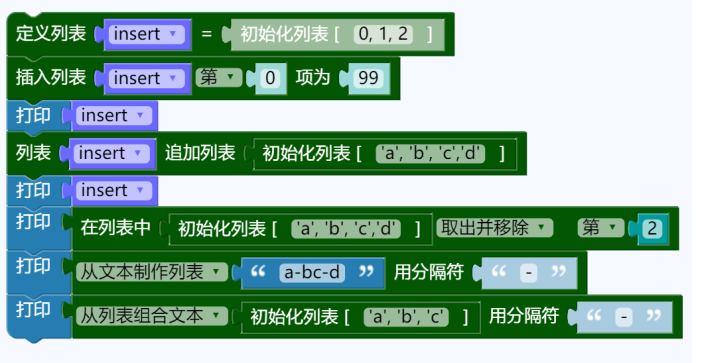 定义列表 insert = 初始化列表 [ 0, 1, 2 ]
插入列表 insert 第 0 项为 99
打印 insert
列表 insert 追加列表 初始化列表 [ 'a', 'b', 'c','d' ]
打印 insert
打印 在列表中 初始化列表 [ 'a', 'b', 'c','d' ] 取出并移除 第 2
打印 从文本制作列表 “ a-bc-d ” 用分隔符 “ - ”
打印 从列表组合文本 初始化列表 [ 'a', 'b', 'c' ] 用分隔符 “ - ”